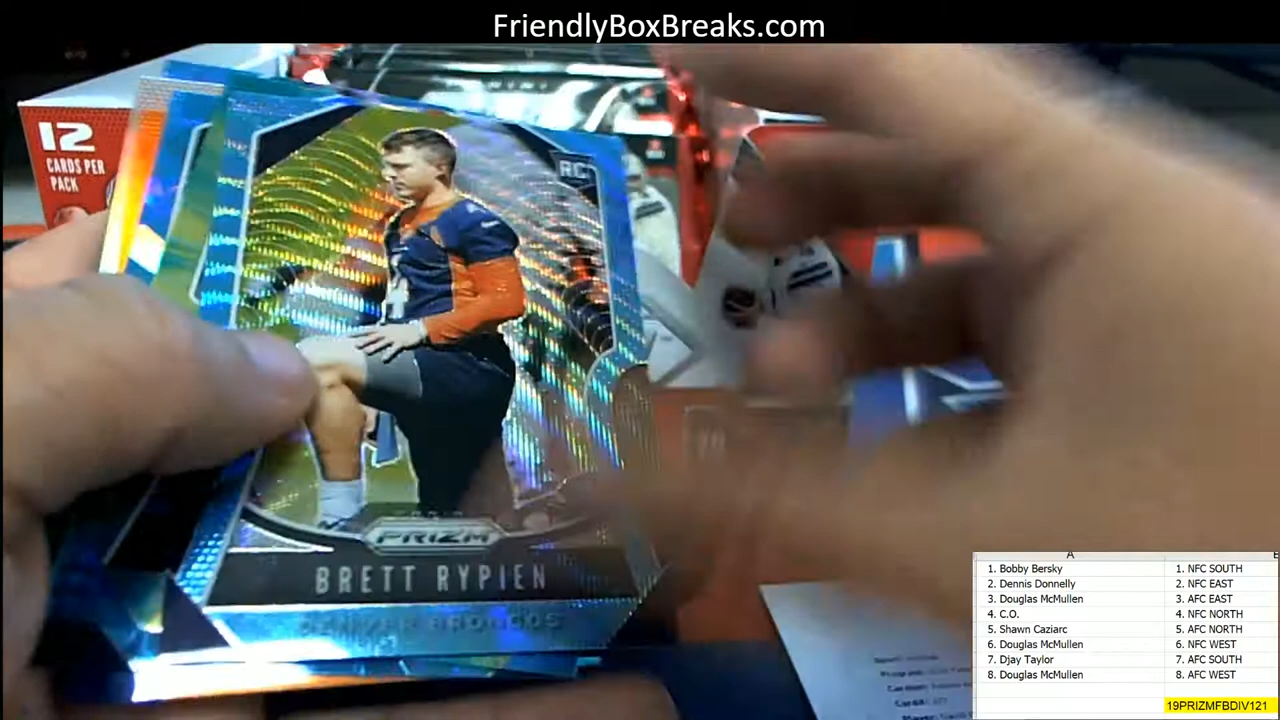 FriendlyBoxBreaks.com
12
CARDS PER
PACK
RC
PRIZM
BRETT RYPIEN
DENVER BRONCOS
A
1. Bobby Bersky 1. NFC SOUTH
2. Dennis Donnelly 2. NFC EAST
3. Douglas McMullen 3. AFC EAST
4. C.O. 4. NFC NORTH
5. Shawn Caziarc 5. AFC NORTH
6. Douglas McMullen 6. NFC WEST
7. Djay Taylor 7. AFC SOUTH
8. Douglas McMullen 8. AFC WEST
19PRIZMFBDIV121